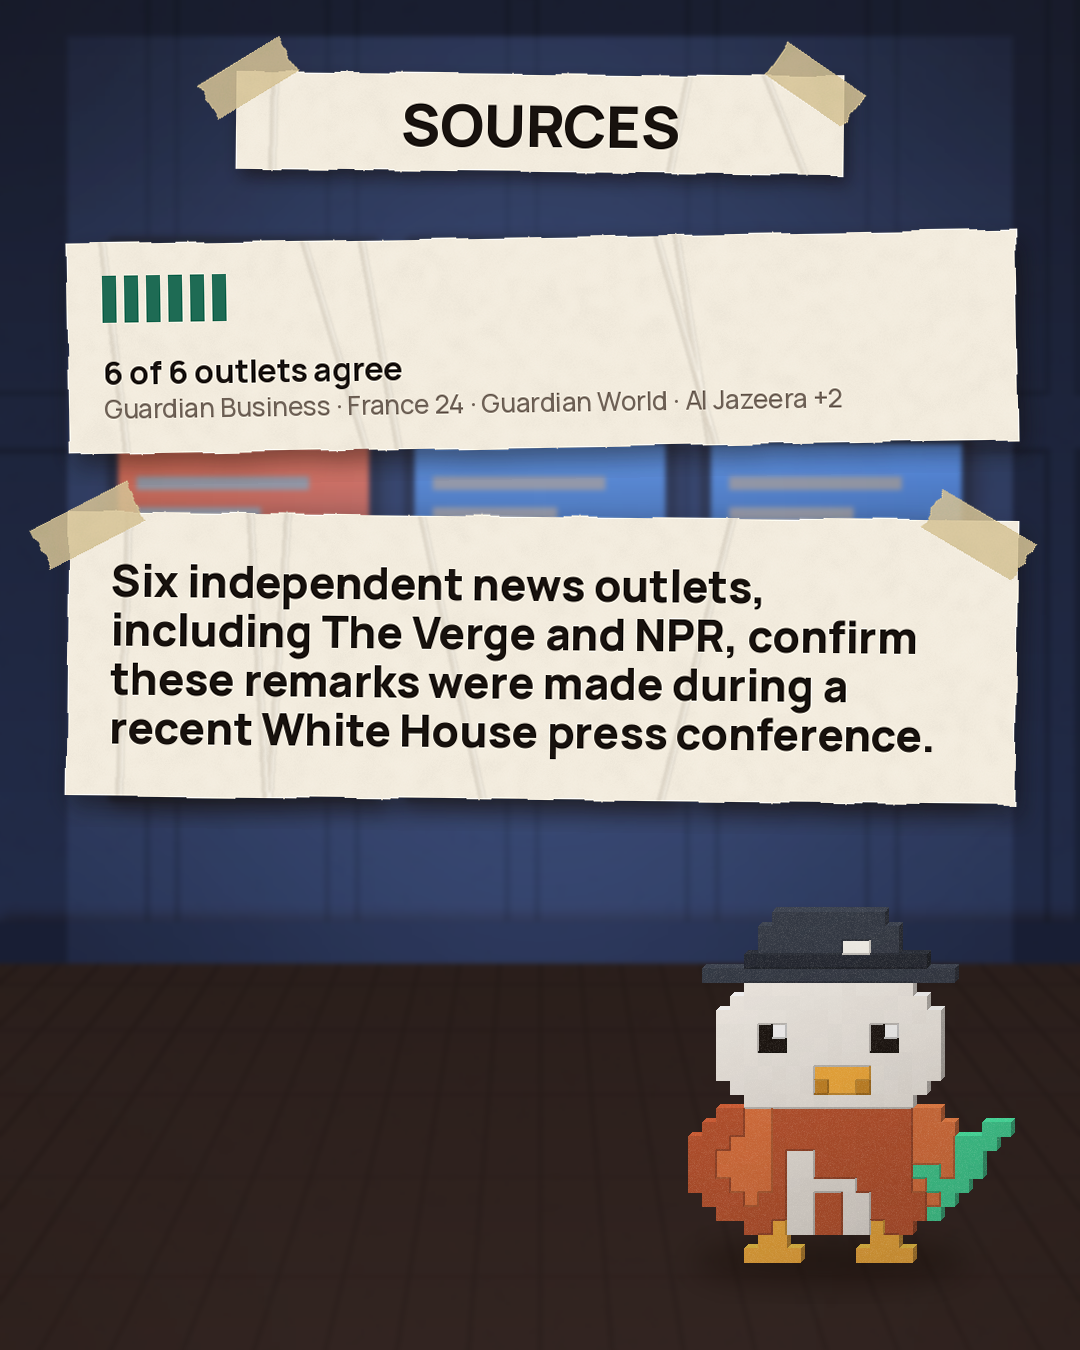 SOURCES
6 of 6 outlets agree
Guardian Business · France 24 · Guardian World · Al Jazeera +2
Six independent news outlets,
including The Verge and NPR, confirm
these remarks were made during a
recent White House press conference.
h